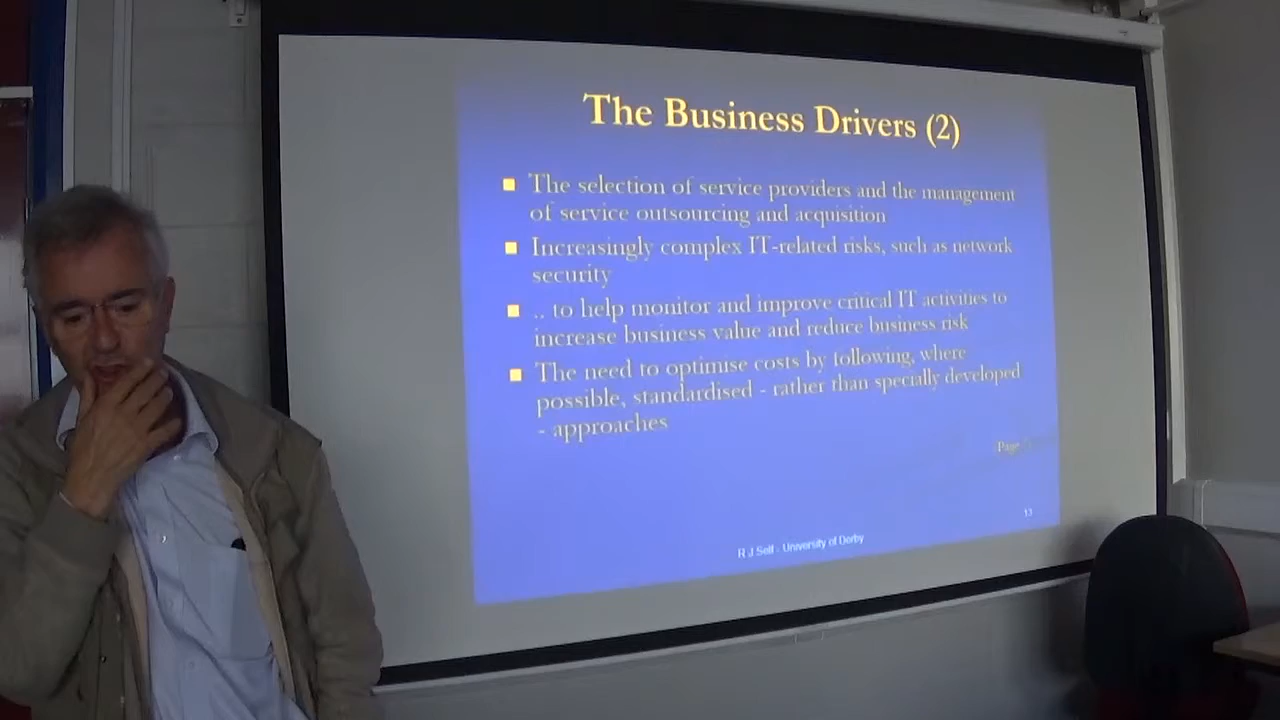 The Business Drivers (2)
The selection of service providers and the management
of service outsourcing and acquisition
Increasingly complex IT-related risks, such as network
security
.. to help monitor and improve critical IT activities to
increase business value and reduce business risk
The need to optimise costs by following, where
possible, standardised - rather than specially developed
- approaches
Page
13
R J Self - University of Derby